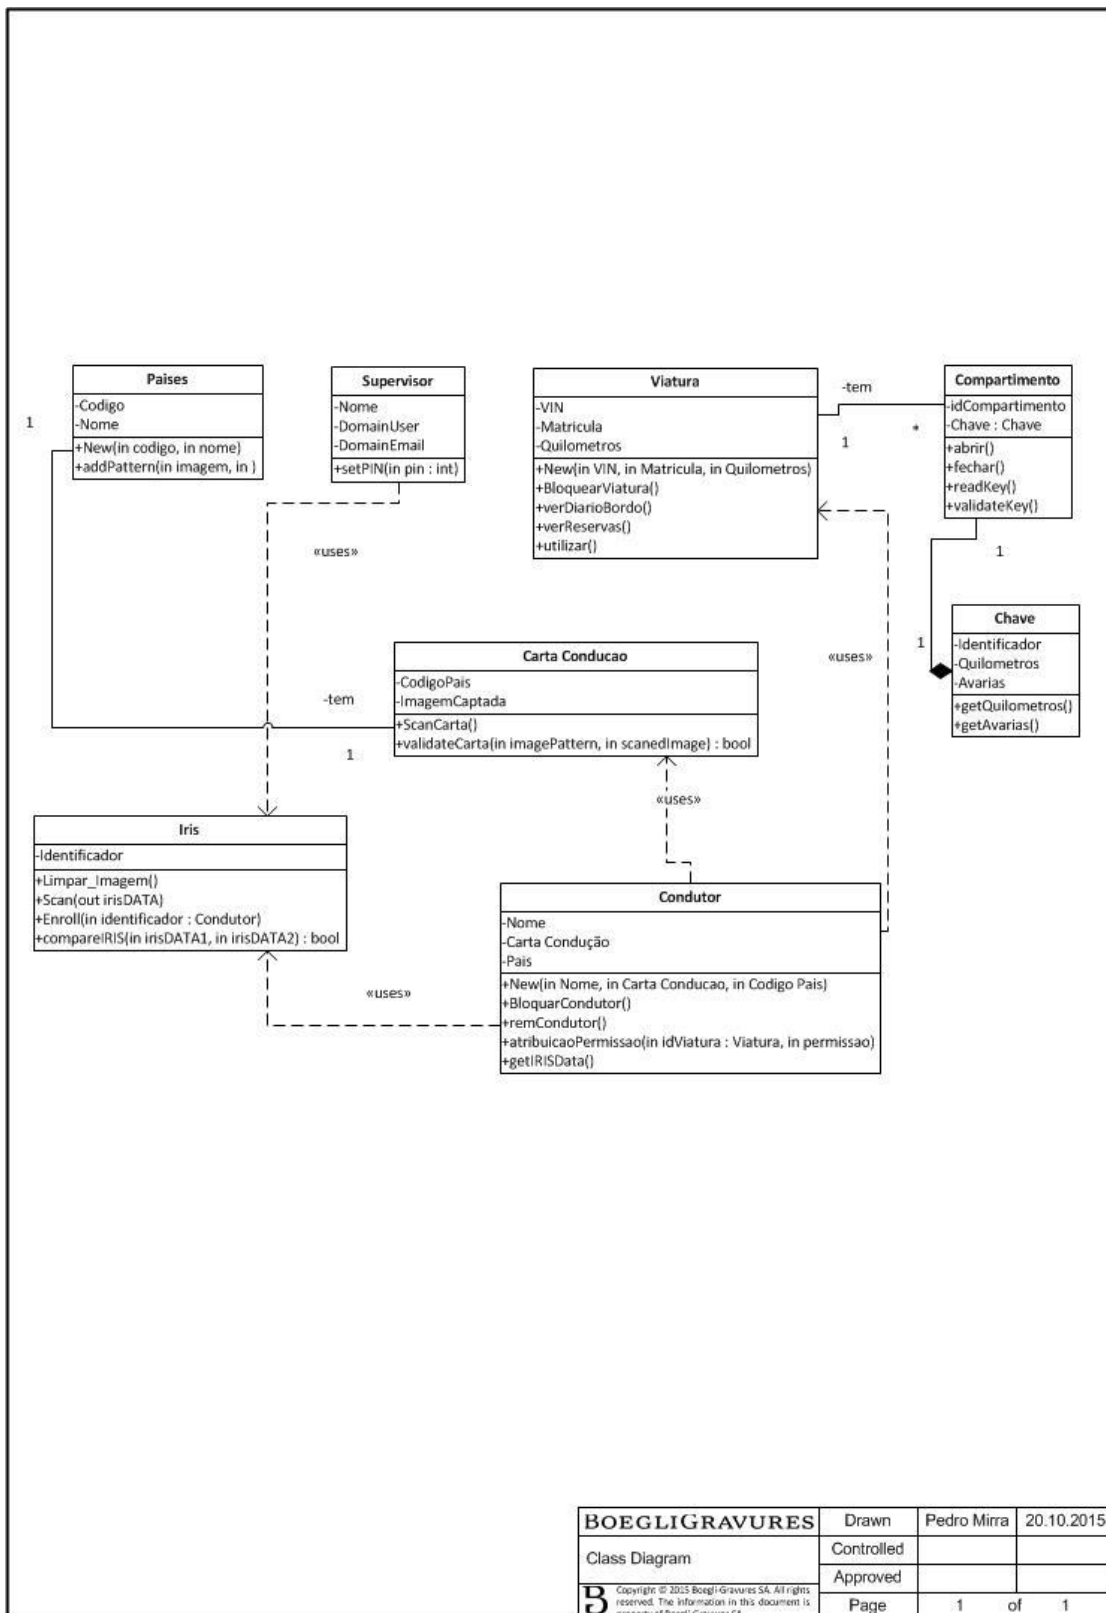 Paises
-Codigo
-Nome
+New(in codigo, in nome)
+addPattern(in imagem, in )
1
Supervisor
-Nome
-DomainUser
-DomainEmail
+setPIN(in pin : int)
«uses»
Viatura
-VIN
-Matricula
-Quilometros
+New(in VIN, in Matricula, in Quilometros)
+BloquearViatura()
+verDiarioBordo()
+verReservas()
+utilizar()
-tem
1
*
Compartimento
-idCompartimento
-Chave : Chave
+abrir()
+fechar()
+readKey()
+validateKey()
1
1
Chave
-Identificador
-Quilometros
-Avarias
+getQuilometros()
+getAvarias()
«uses»
Carta Conducao
-CodigoPais
-ImagemCaptada
+ScanCarta()
+validateCarta(in imagePattern, in scanedImage) : bool
-tem
1
«uses»
Iris
-Identificador
+Limpar_Imagem()
+Scan(out irisDATA)
+Enroll(in identificador : Condutor)
+compareIRIS(in irisDATA1, in irisDATA2) : bool
«uses»
Condutor
-Nome
-Carta Condução
-Pais
+New(in Nome, in Carta Conducao, in Codigo Pais)
+BloquarCondutor()
+remCondutor()
+atribuicaoPermissao(in idViatura : Viatura, in permissao)
+getIRISData()
BOEGLIGRAVURES
Drawn Pedro Mirra 20.10.2015
Class Diagram
Controlled
Approved
B
Copyright © 2015 Boegli-Gravures SA. All rights
reserved. The information in this document is
Page 1 of 1